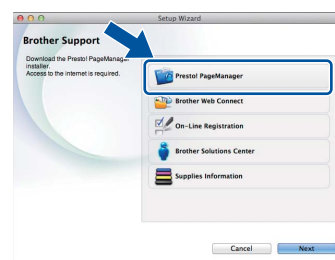 Setup Wizard
Brother Support
Download the Presto! PageManager
installer.
Access to the Internet is required.
Presto! PageManager
Brother Web Connect
On-Line Registration
Brother Solutions Center
Supplies Information
Cancel
Next